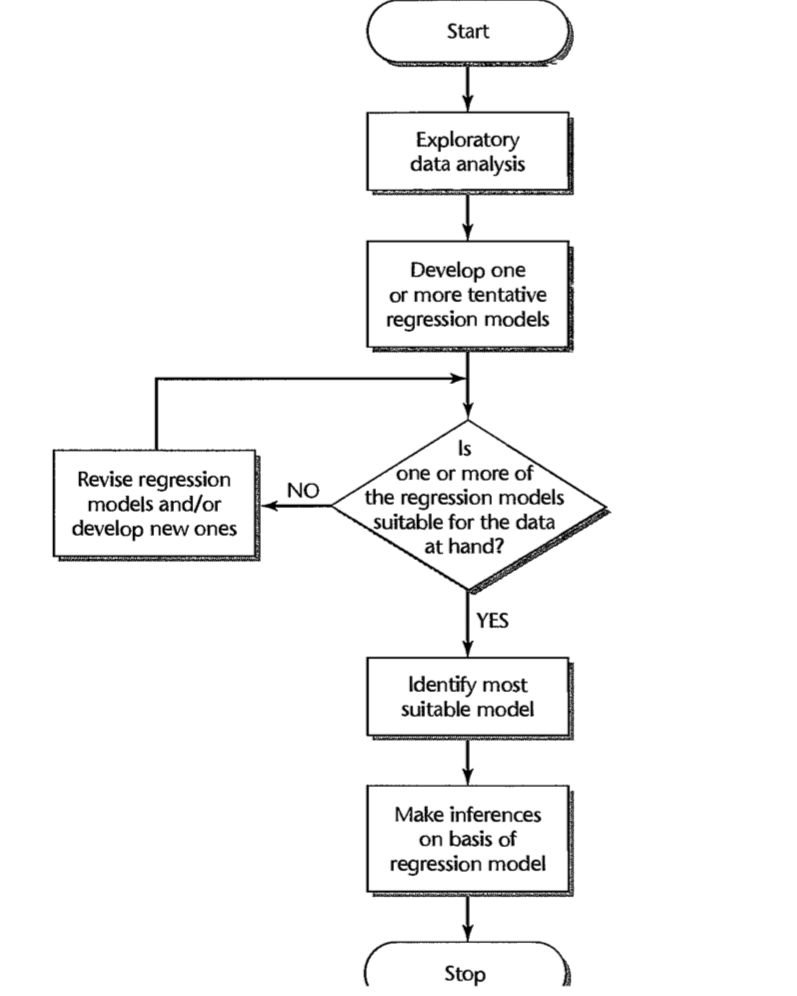 Start
Exploratory
data analysis
Develop one
or more tentative
regression models
Is
one or more of
the regression models
suitable for the data
at hand?
NO
Revise regression
models and/or
develop new ones
YES
Identify most
suitable model
Make inferences
on basis of
regression model
Stop